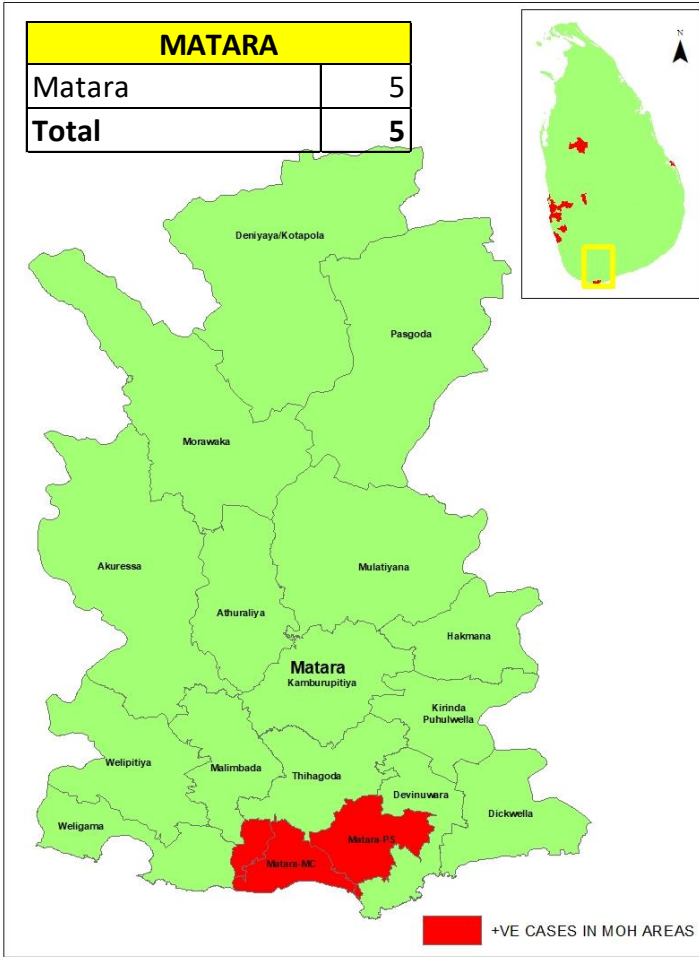 MATARA
Matara 5
Total 5
N
Deniyaya/Kotapola
Pasgoda
Morawaka
Akuressa
Mulatiyana
Athuraliya
Hakmana
Matara
Kamburupitiya
Kirinda
Puhulwella
Welipitiya
Malimbada
Thihagoda
Devinuwara
Dickwella
Weligama
Matara-PS
Matara-MC
+VE CASES IN MOH AREAS